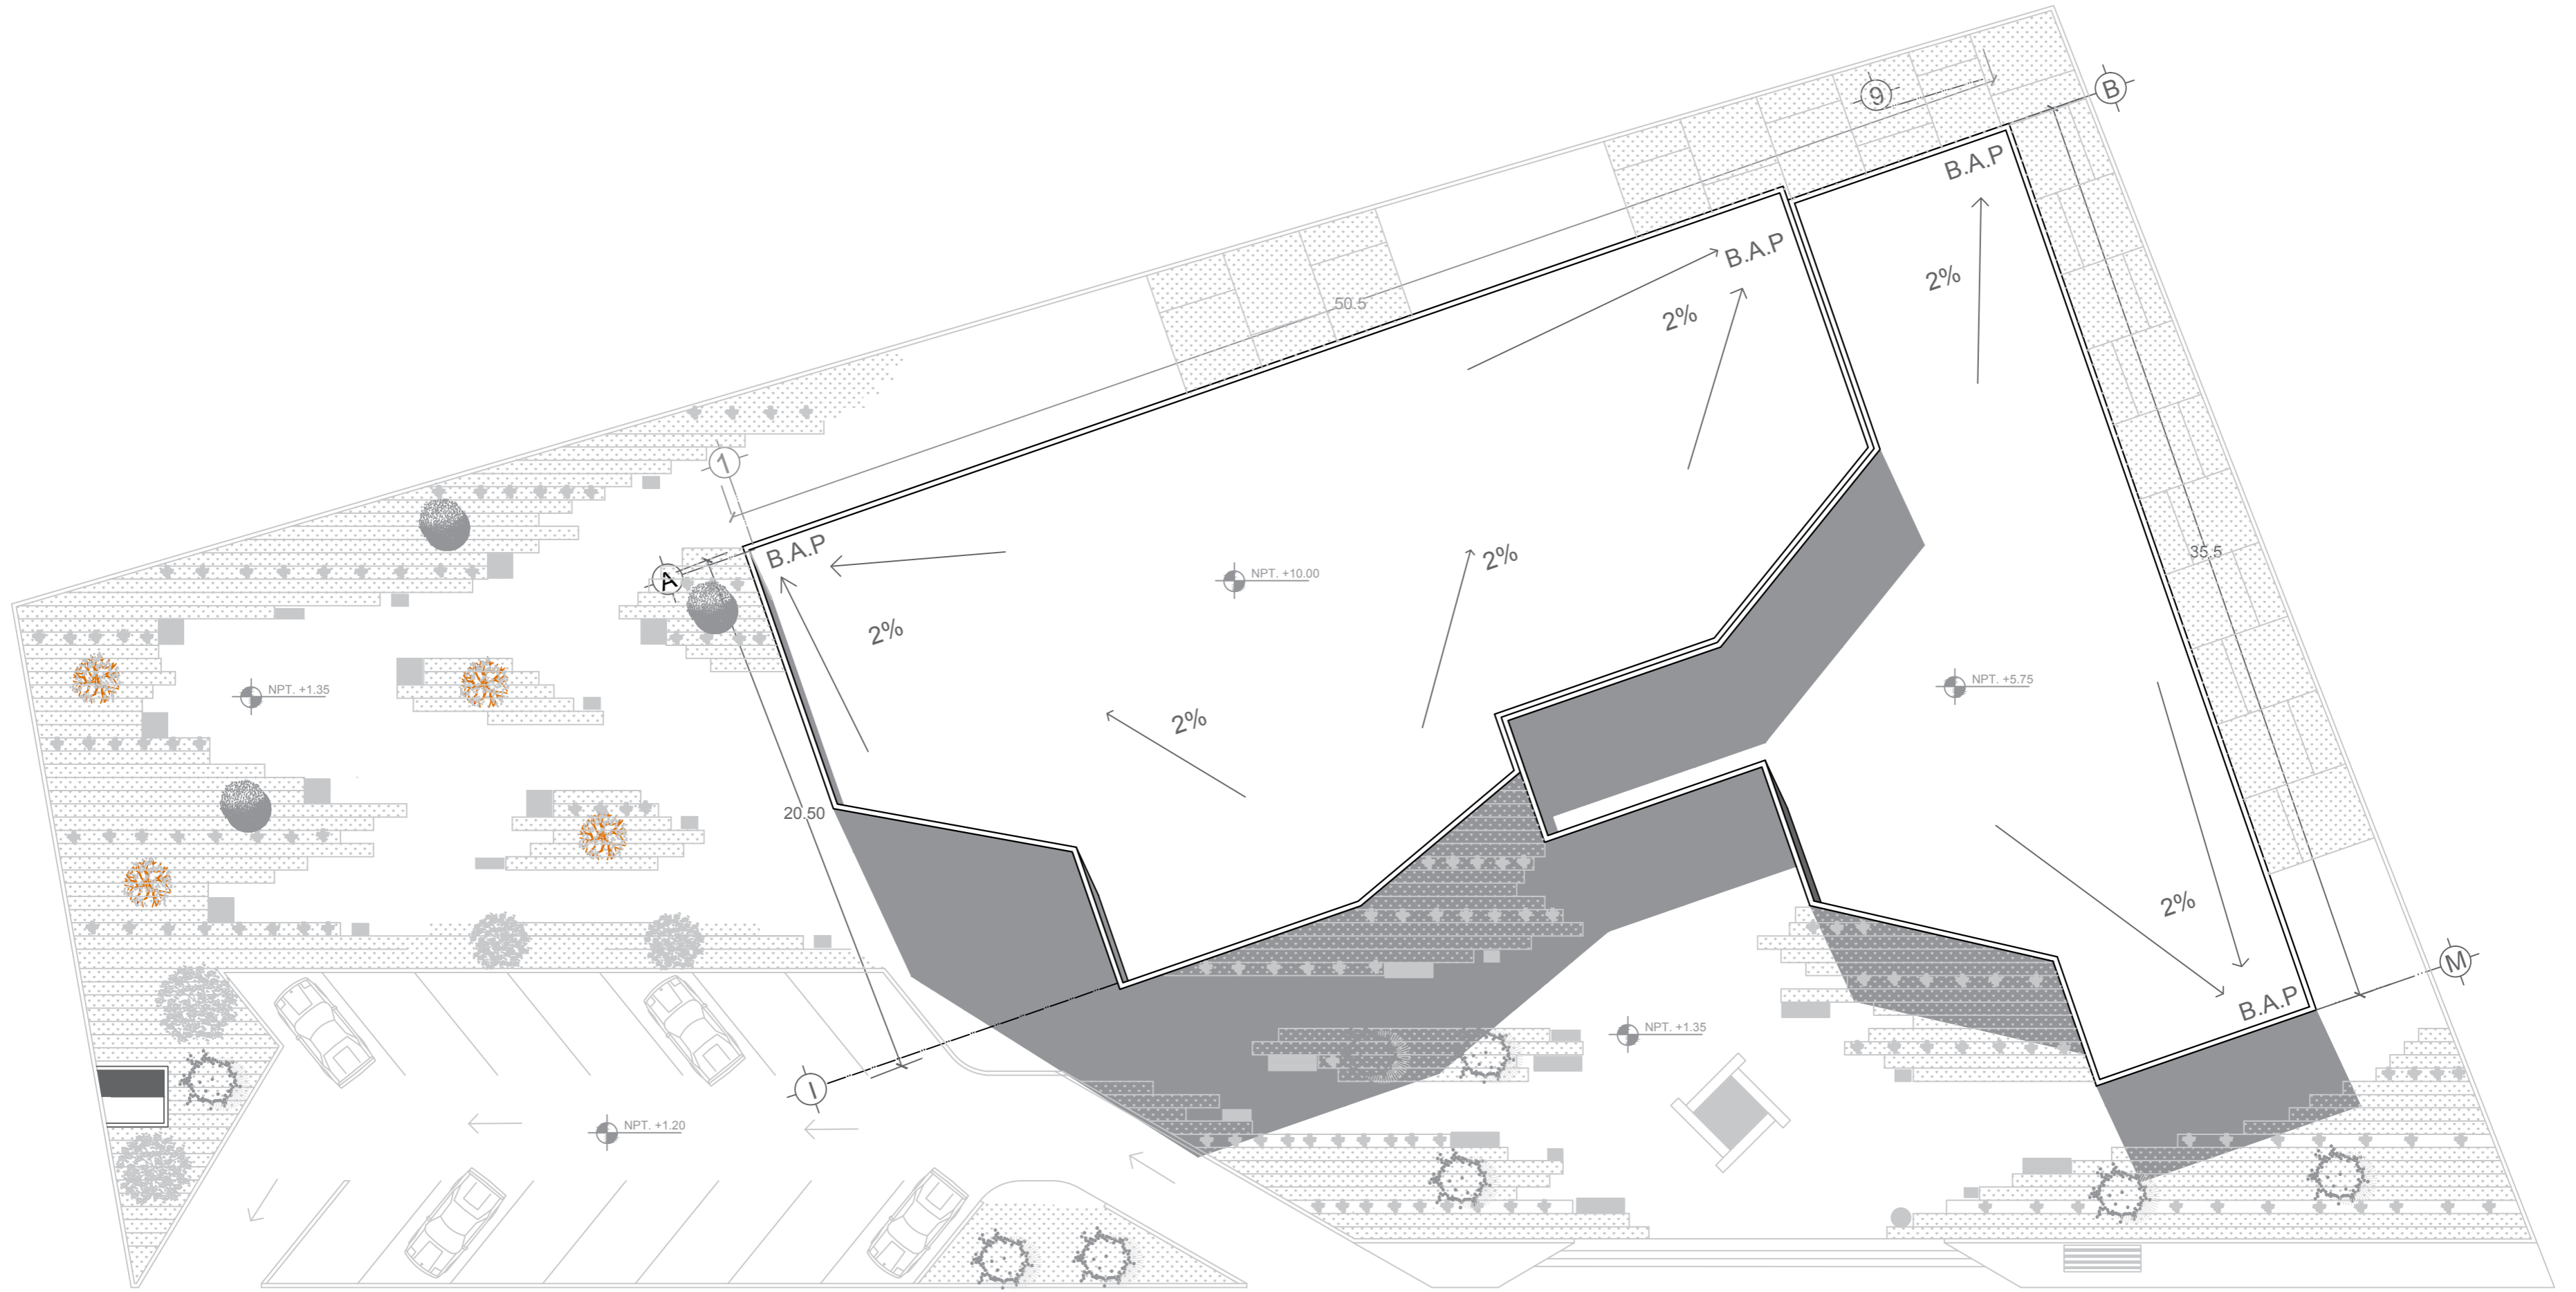 9
B
B.A.P
B.A.P
2%
2%
50.5
1
B.A.P
A
35.5
2%
NPT. +10.00
2%
NPT. +5.75
NPT. +1.35
2%
20.50
2%
M
B.A.P
NPT. +1.35
I
NPT. +1.20